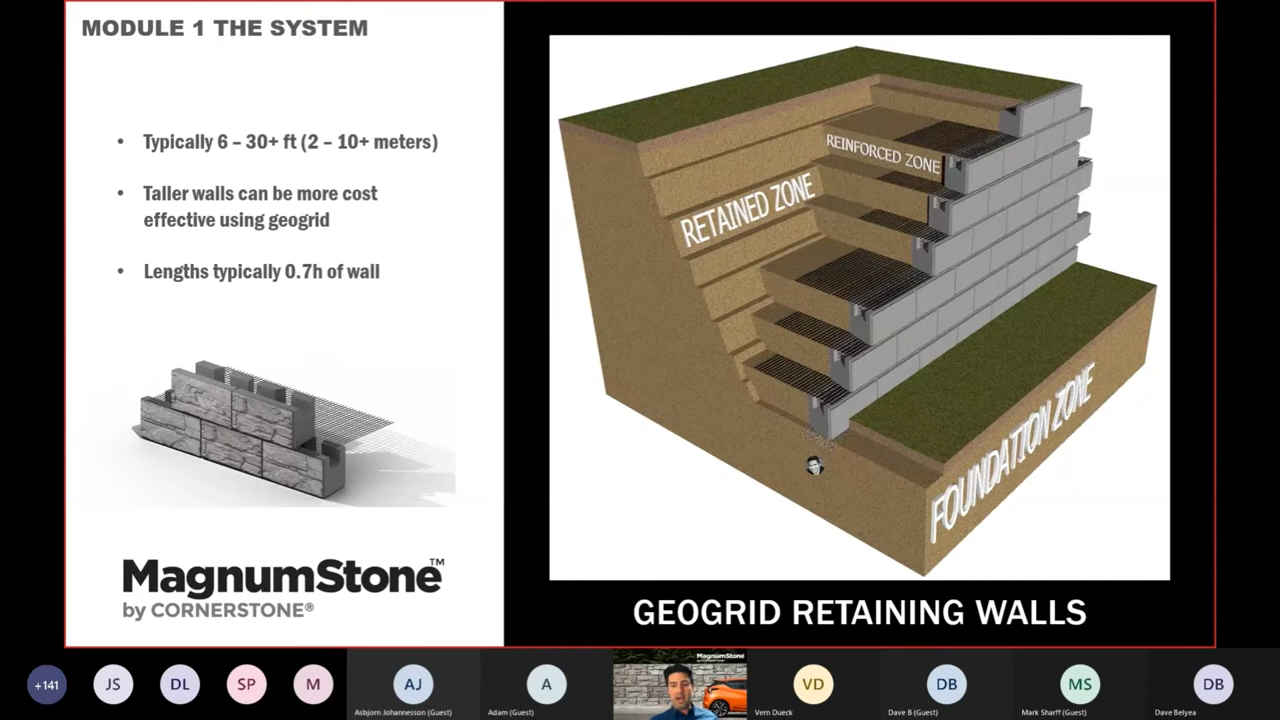 MODULE 1 THE SYSTEM
• Typically 6 – 30+ ft (2 – 10+ meters)
• Taller walls can be more cost
effective using geogrid
• Lengths typically 0.7h of wall
MagnumStone™
by CORNERSTONE®
REINFORCED ZONE
RETAINED ZONE
FOUNDATION ZONE
GEOGRID RETAINING WALLS
+141
JS
DL
SP
M
AJ
Asbjorn Johannesson (Guest)
A
Adam (Guest)
MagnumStone
VD
Vern Dueck
DB
Dave B (Guest)
MS
Mark Sharff (Guest)
DB
Dave Belyea